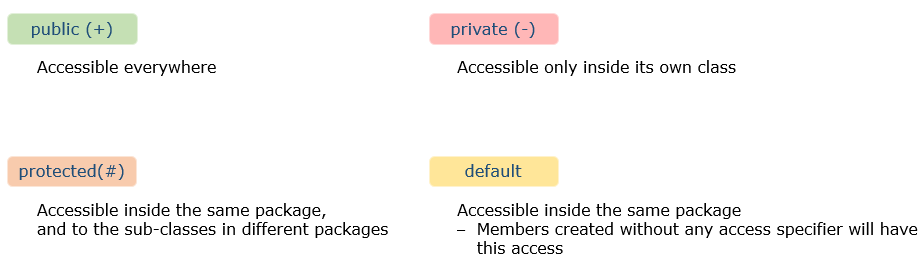 public (+)
Accessible everywhere
private (-)
Accessible only inside its own class
protected(#)
Accessible inside the same package,
and to the sub-classes in different packages
default
Accessible inside the same package
– Members created without any access specifier will have
this access